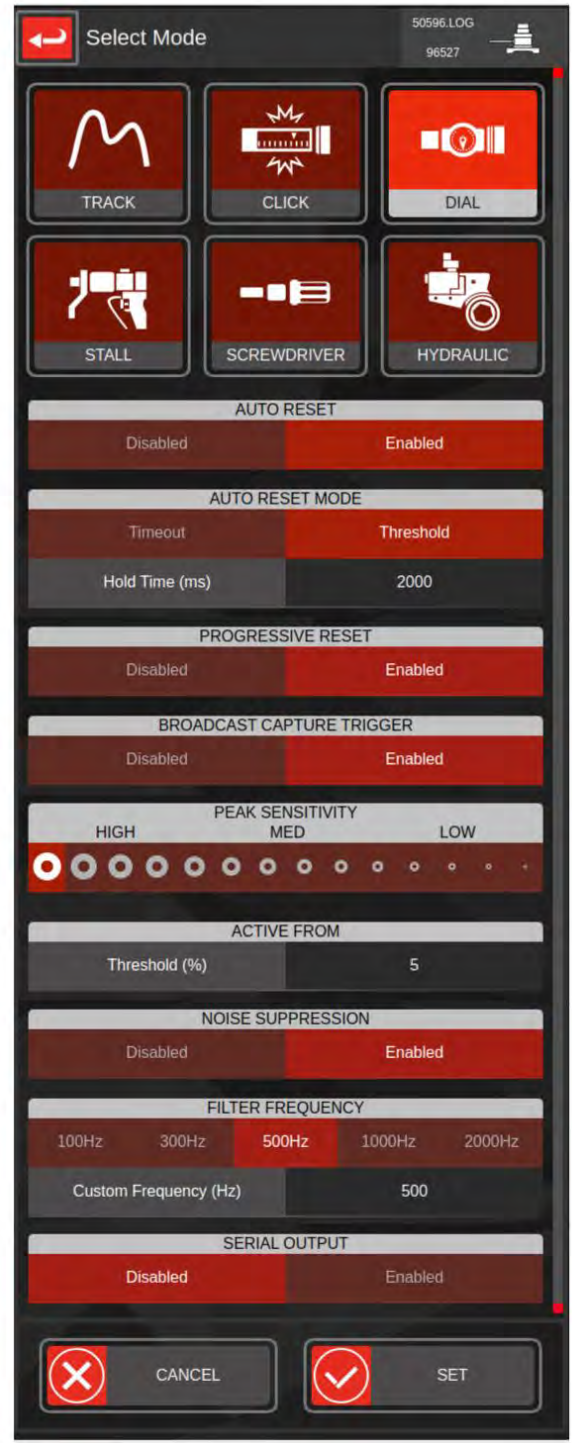 Select Mode
50596.LOG
96527
TRACK
CLICK
DIAL
STALL
SCREWDRIVER
HYDRAULIC
AUTO RESET
Disabled Enabled
AUTO RESET MODE
Timeout Threshold
Hold Time (ms) 2000
PROGRESSIVE RESET
Disabled Enabled
BROADCAST CAPTURE TRIGGER
Disabled Enabled
PEAK SENSITIVITY
HIGH MED LOW
ACTIVE FROM
Threshold (%) 5
NOISE SUPPRESSION
Disabled Enabled
FILTER FREQUENCY
100Hz 300Hz 500Hz 1000Hz 2000Hz
Custom Frequency (Hz) 500
SERIAL OUTPUT
Disabled Enabled
CANCEL SET